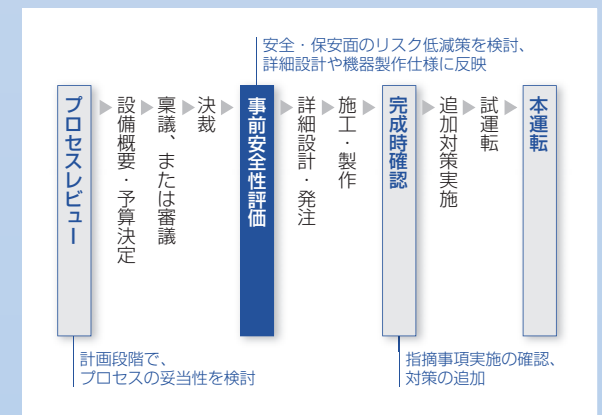 安全・保安面のリスク低減策を検討、
詳細設計や機器製作仕様に反映
プロセスレビュー
設備概要・予算決定
稟議、または審議
決裁
事前安全性評価
詳細設計・発注
施工・製作
完成時確認
追加対策実施
試運転
本運転
計画段階で、
プロセスの妥当性を検討
指摘事項実施の確認、
対策の追加